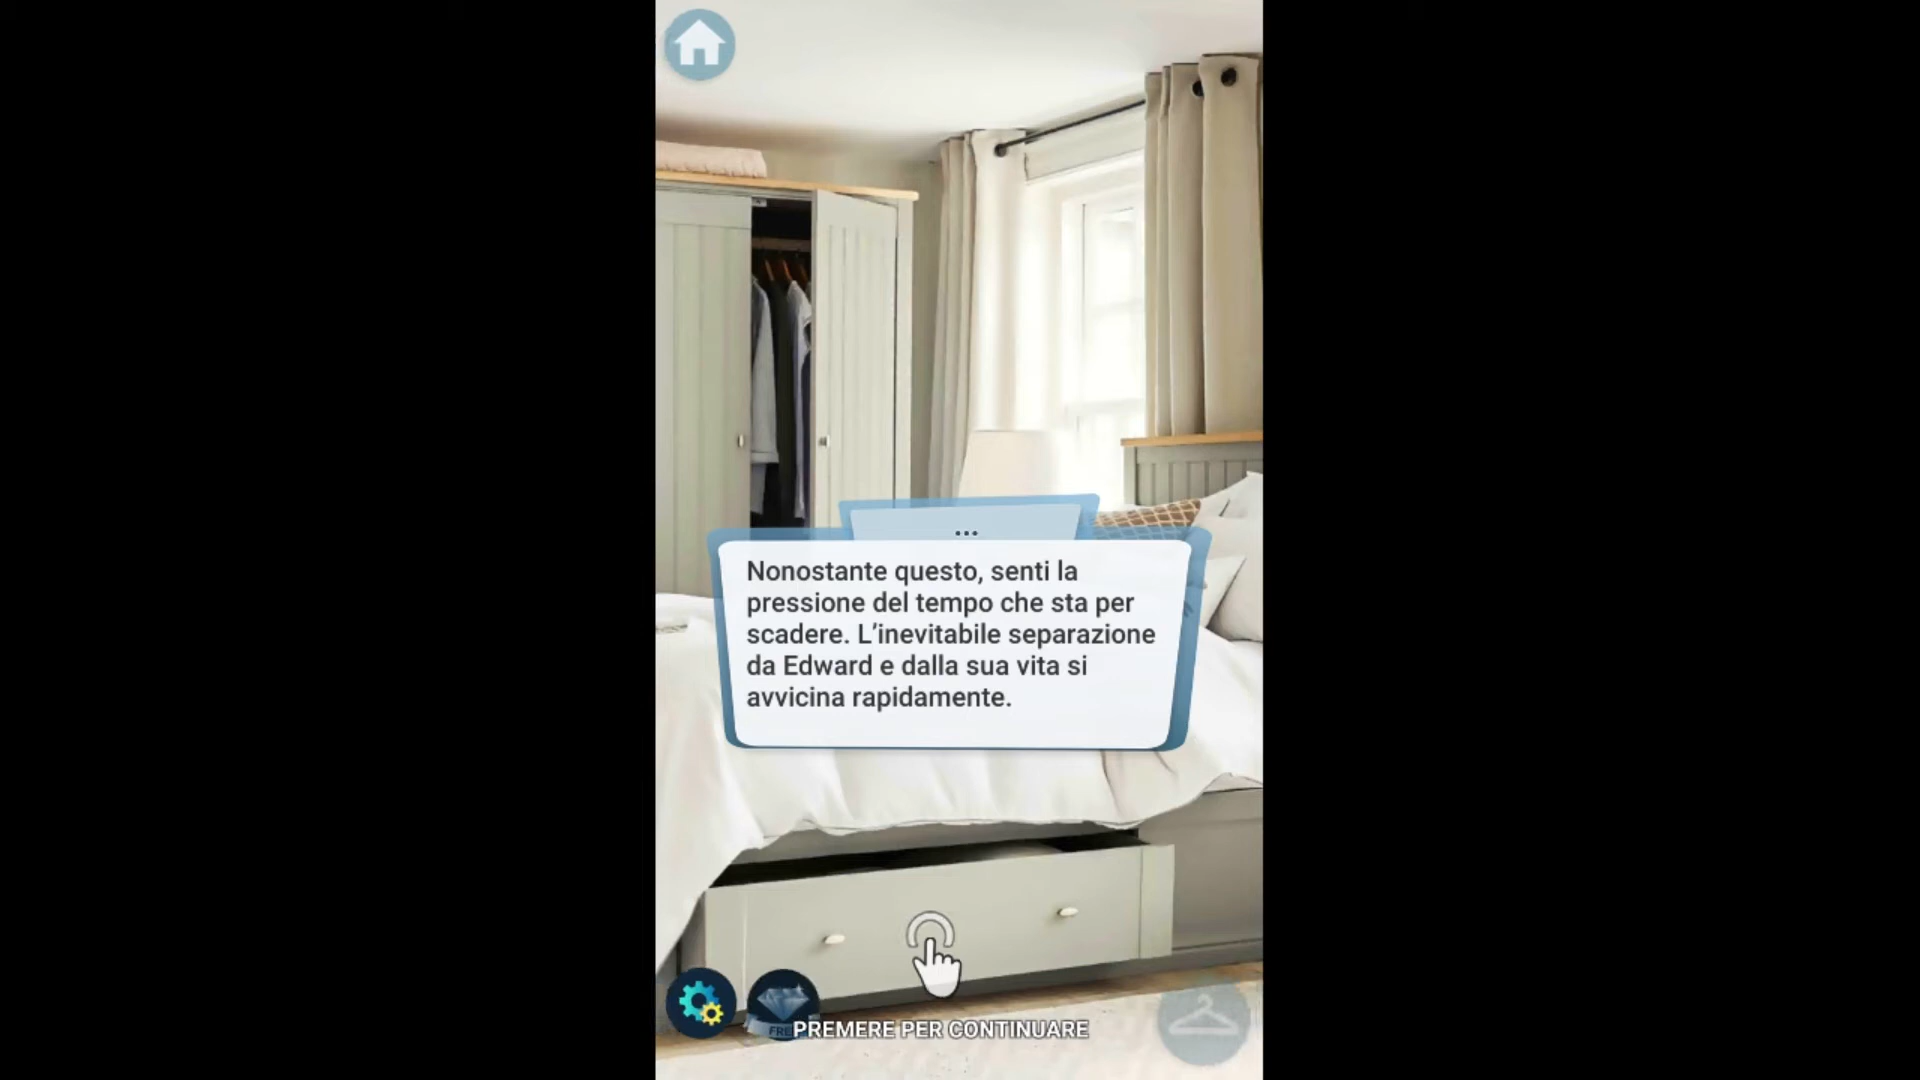 ...
Nonostante questo, senti la
pressione del tempo che sta per
scadere. L’inevitabile separazione
da Edward e dalla sua vita si
avvicina rapidamente.
FRE
PREMERE PER CONTINUARE